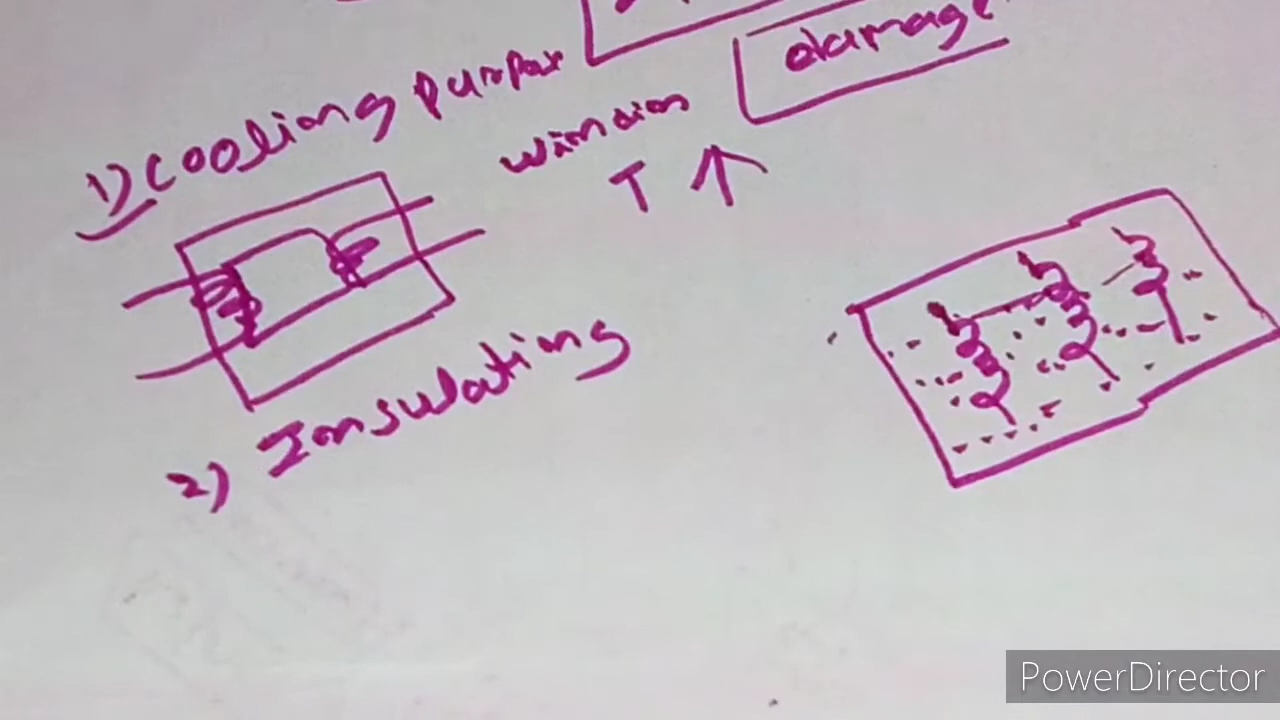 damage
1) Cooling purpose
winding
T ↑
2) Insulating
PowerDirector